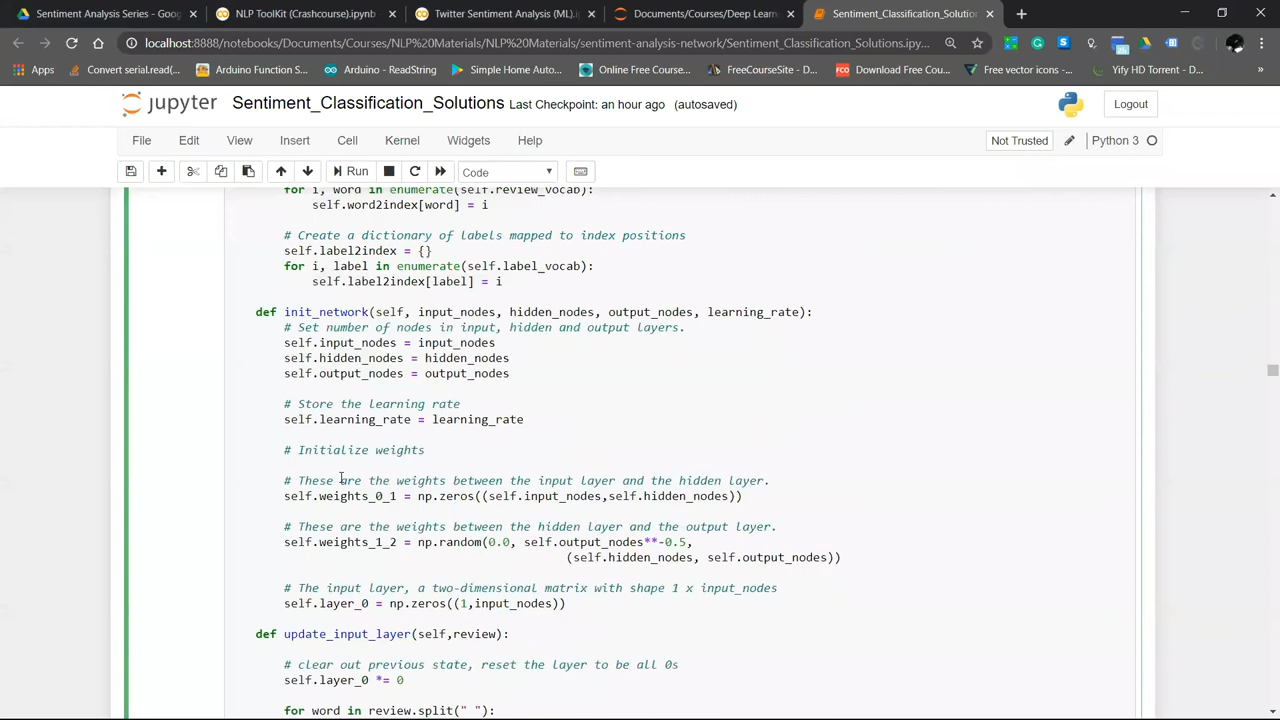 Sentiment Analysis Series - Goog
NLP ToolKit (Crashcourse).ipynb
Twitter Sentiment Analysis (ML).i
Documents/Courses/Deep Learn
Sentiment_Classification_Solution
localhost:8888/notebooks/Documents/Courses/NLP%20Materials/NLP%20Materials/sentiment-analysis-network/Sentiment_Classification_Solutions.ipy...
Apps
Convert serial.read(...
Arduino Function S...
Arduino - ReadString
Simple Home Auto...
Online Free Course...
FreeCourseSite - D...
FCO
Download Free Cou...
Free vector icons -...
Yify HD Torrent - D...
»
jupyter Sentiment_Classification_Solutions Last Checkpoint: an hour ago (autosaved)
Logout
File Edit View Insert Cell Kernel Widgets Help
Not Trusted
Python 3
Run
Code
for i, word in enumerate(self.review_vocab):
self.word2index[word] = i
# Create a dictionary of labels mapped to index positions
self.label2index = {}
for i, label in enumerate(self.label_vocab):
self.label2index[label] = i
def init_network(self, input_nodes, hidden_nodes, output_nodes, learning_rate):
# Set number of nodes in input, hidden and output layers.
self.input_nodes = input_nodes
self.hidden_nodes = hidden_nodes
self.output_nodes = output_nodes
# Store the learning rate
self.learning_rate = learning_rate
# Initialize weights
# These are the weights between the input layer and the hidden layer.
self.weights_0_1 = np.zeros((self.input_nodes,self.hidden_nodes))
# These are the weights between the hidden layer and the output layer.
self.weights_1_2 = np.random(0.0, self.output_nodes**-0.5,
(self.hidden_nodes, self.output_nodes))
# The input layer, a two-dimensional matrix with shape 1 x input_nodes
self.layer_0 = np.zeros((1,input_nodes))
def update_input_layer(self,review):
# clear out previous state, reset the layer to be all 0s
self.layer_0 *= 0
for word in review.split(" "):